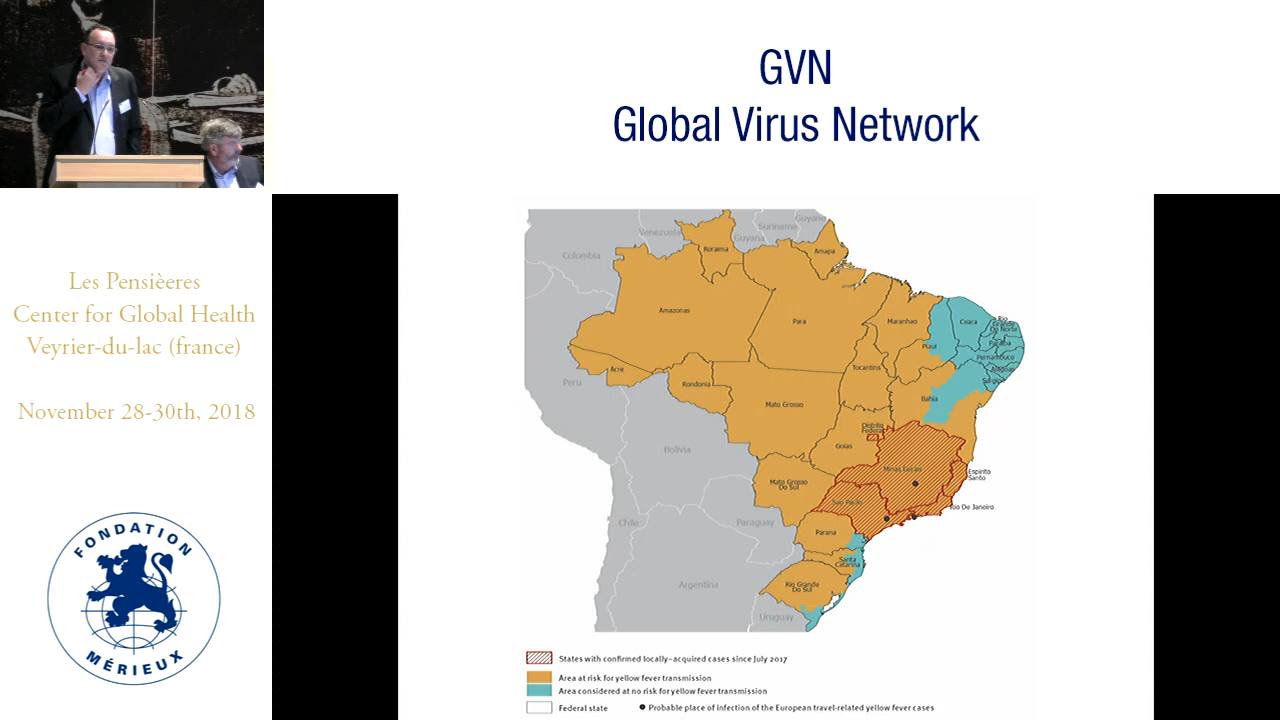 GVN
Global Virus Network
Les Pensièeres
Center for Global Health
Veyrier-du-lac (france)
November 28-30th, 2018
FONDATION
MÉRIEUX
Venezuela
Guyana
Suriname
Guyana
Colombia
Roraima
Amapa
Amazonas
Para
Maranhao
Ceara
Rio
Grande
Do Norte
Paraiba
Piaui
Pernambuco
Alagoas
Sergipe
Acre
Tocantins
Peru
Rondonia
Mato Grosso
Bahia
Distrito
Federal
Goias
Bolivia
Minas Gerais
Espirito
Santo
Mato Grosso
Do Sul
Sao Paulo
Rio De Janeiro
Chile
Paraguay
Parana
Santa
Catarina
Argentina
Rio Grande
Do Sul
Uruguay
States with confirmed locally-acquired cases since July 2017
Area at risk for yellow fever transmission
Area considered at no risk for yellow fever transmission
Federal state
Probable place of infection of the European travel-related yellow fever cases